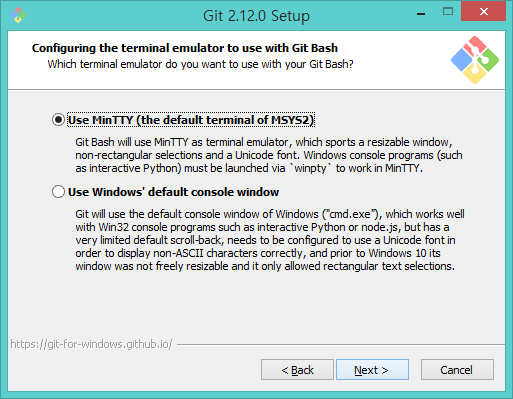 Git 2.12.0 Setup
Configuring the terminal emulator to use with Git Bash
Which terminal emulator do you want to use with your Git Bash?
Use MinTTY (the default terminal of MSYS2)
Git Bash will use MinTTY as terminal emulator, which sports a resizable window,
non-rectangular selections and a Unicode font. Windows console programs (such
as interactive Python) must be launched via `winpty` to work in MinTTY.
Use Windows' default console window
Git will use the default console window of Windows ("cmd.exe"), which works well
with Win32 console programs such as interactive Python or node.js, but has a
very limited default scroll-back, needs to be configured to use a Unicode font in
order to display non-ASCII characters correctly, and prior to Windows 10 its
window was not freely resizable and it only allowed rectangular text selections.
https://git-for-windows.github.io/
< Back
Next >
Cancel